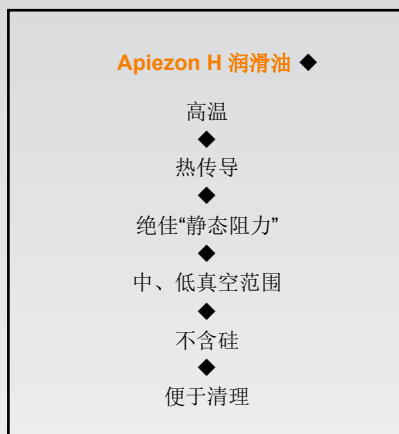 Apiezon H 润滑油 ◆
高温
◆
热传导
◆
绝佳“静态阻力”
◆
中、低真空范围
◆
不含硅
◆
便于清理